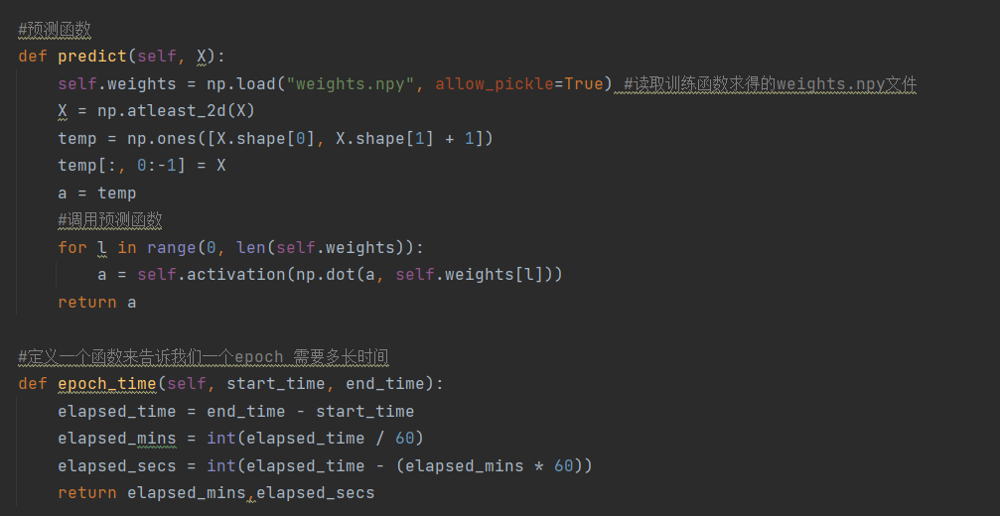 #预测函数
def predict(self, X):
    self.weights = np.load("weights.npy", allow_pickle=True) #读取训练函数求得的weights.npy文件
    X = np.atleast_2d(X)
    temp = np.ones([X.shape[0], X.shape[1] + 1])
    temp[:, 0:-1] = X
    a = temp
    #调用预测函数
    for l in range(0, len(self.weights)):
        a = self.activation(np.dot(a, self.weights[l]))
    return a
#定义一个函数来告诉我们一个epoch 需要多长时间
def epoch_time(self, start_time, end_time):
    elapsed_time = end_time - start_time
    elapsed_mins = int(elapsed_time / 60)
    elapsed_secs = int(elapsed_time - (elapsed_mins * 60))
    return elapsed_mins,elapsed_secs